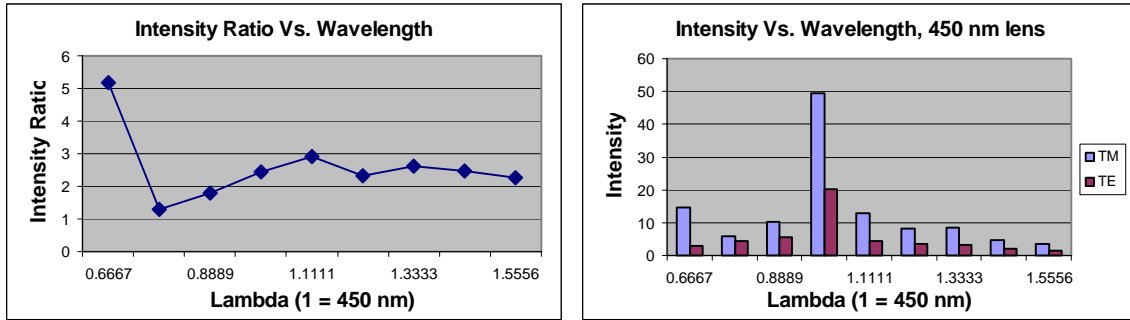 Intensity Ratio Vs. Wavelength
6
5
4
3
2
1
0
Intensity Ratio
0.6667 0.8889 1.1111 1.3333 1.5556
Lambda (1 = 450 nm)
Intensity Vs. Wavelength, 450 nm lens
60
50
40
30
20
10
0
Intensity
0.6667 0.8889 1.1111 1.3333 1.5556
Lambda (1 = 450 nm)
TM
TE